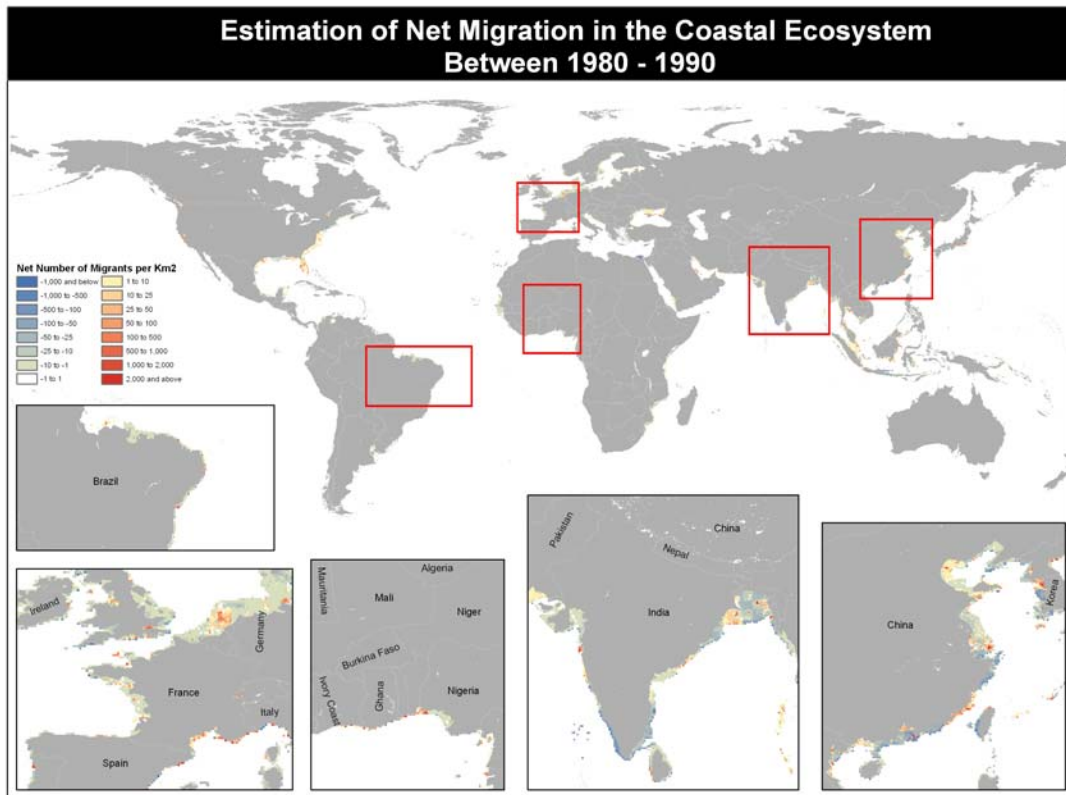 Estimation of Net Migration in the Coastal Ecosystem
Between 1980 - 1990
Net Number of Migrants per Km2
-1,000 and below
-1,000 to -500
-500 to -100
-100 to -50
-50 to -25
-25 to -10
-10 to -1
-1 to 1
1 to 10
10 to 25
25 to 50
50 to 100
100 to 500
500 to 1,000
1,000 to 2,000
2,000 and above
Brazil
Ireland
Germany
France
Italy
Spain
Mauritania
Algeria
Mali
Niger
Burkina Faso
Ivory Coast
Ghana
Nigeria
Pakistan
China
Nepal
India
Korea
China